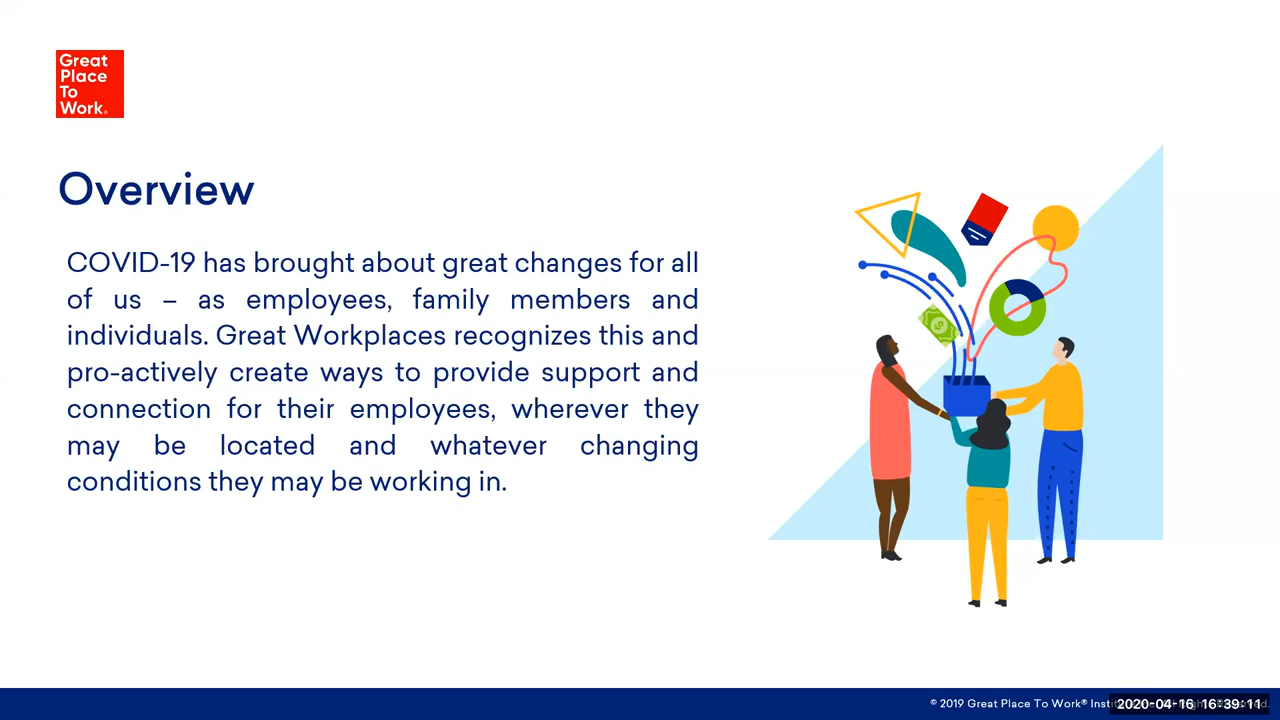 Great
Place
To
Work®
Overview
COVID-19 has brought about great changes for all
of us – as employees, family members and
individuals. Great Workplaces recognizes this and
pro-actively create ways to provide support and
connection for their employees, wherever they
may be located and whatever changing
conditions they may be working in.
$
© 2019 Great Place To Work®
2020-04-16 16:39:11